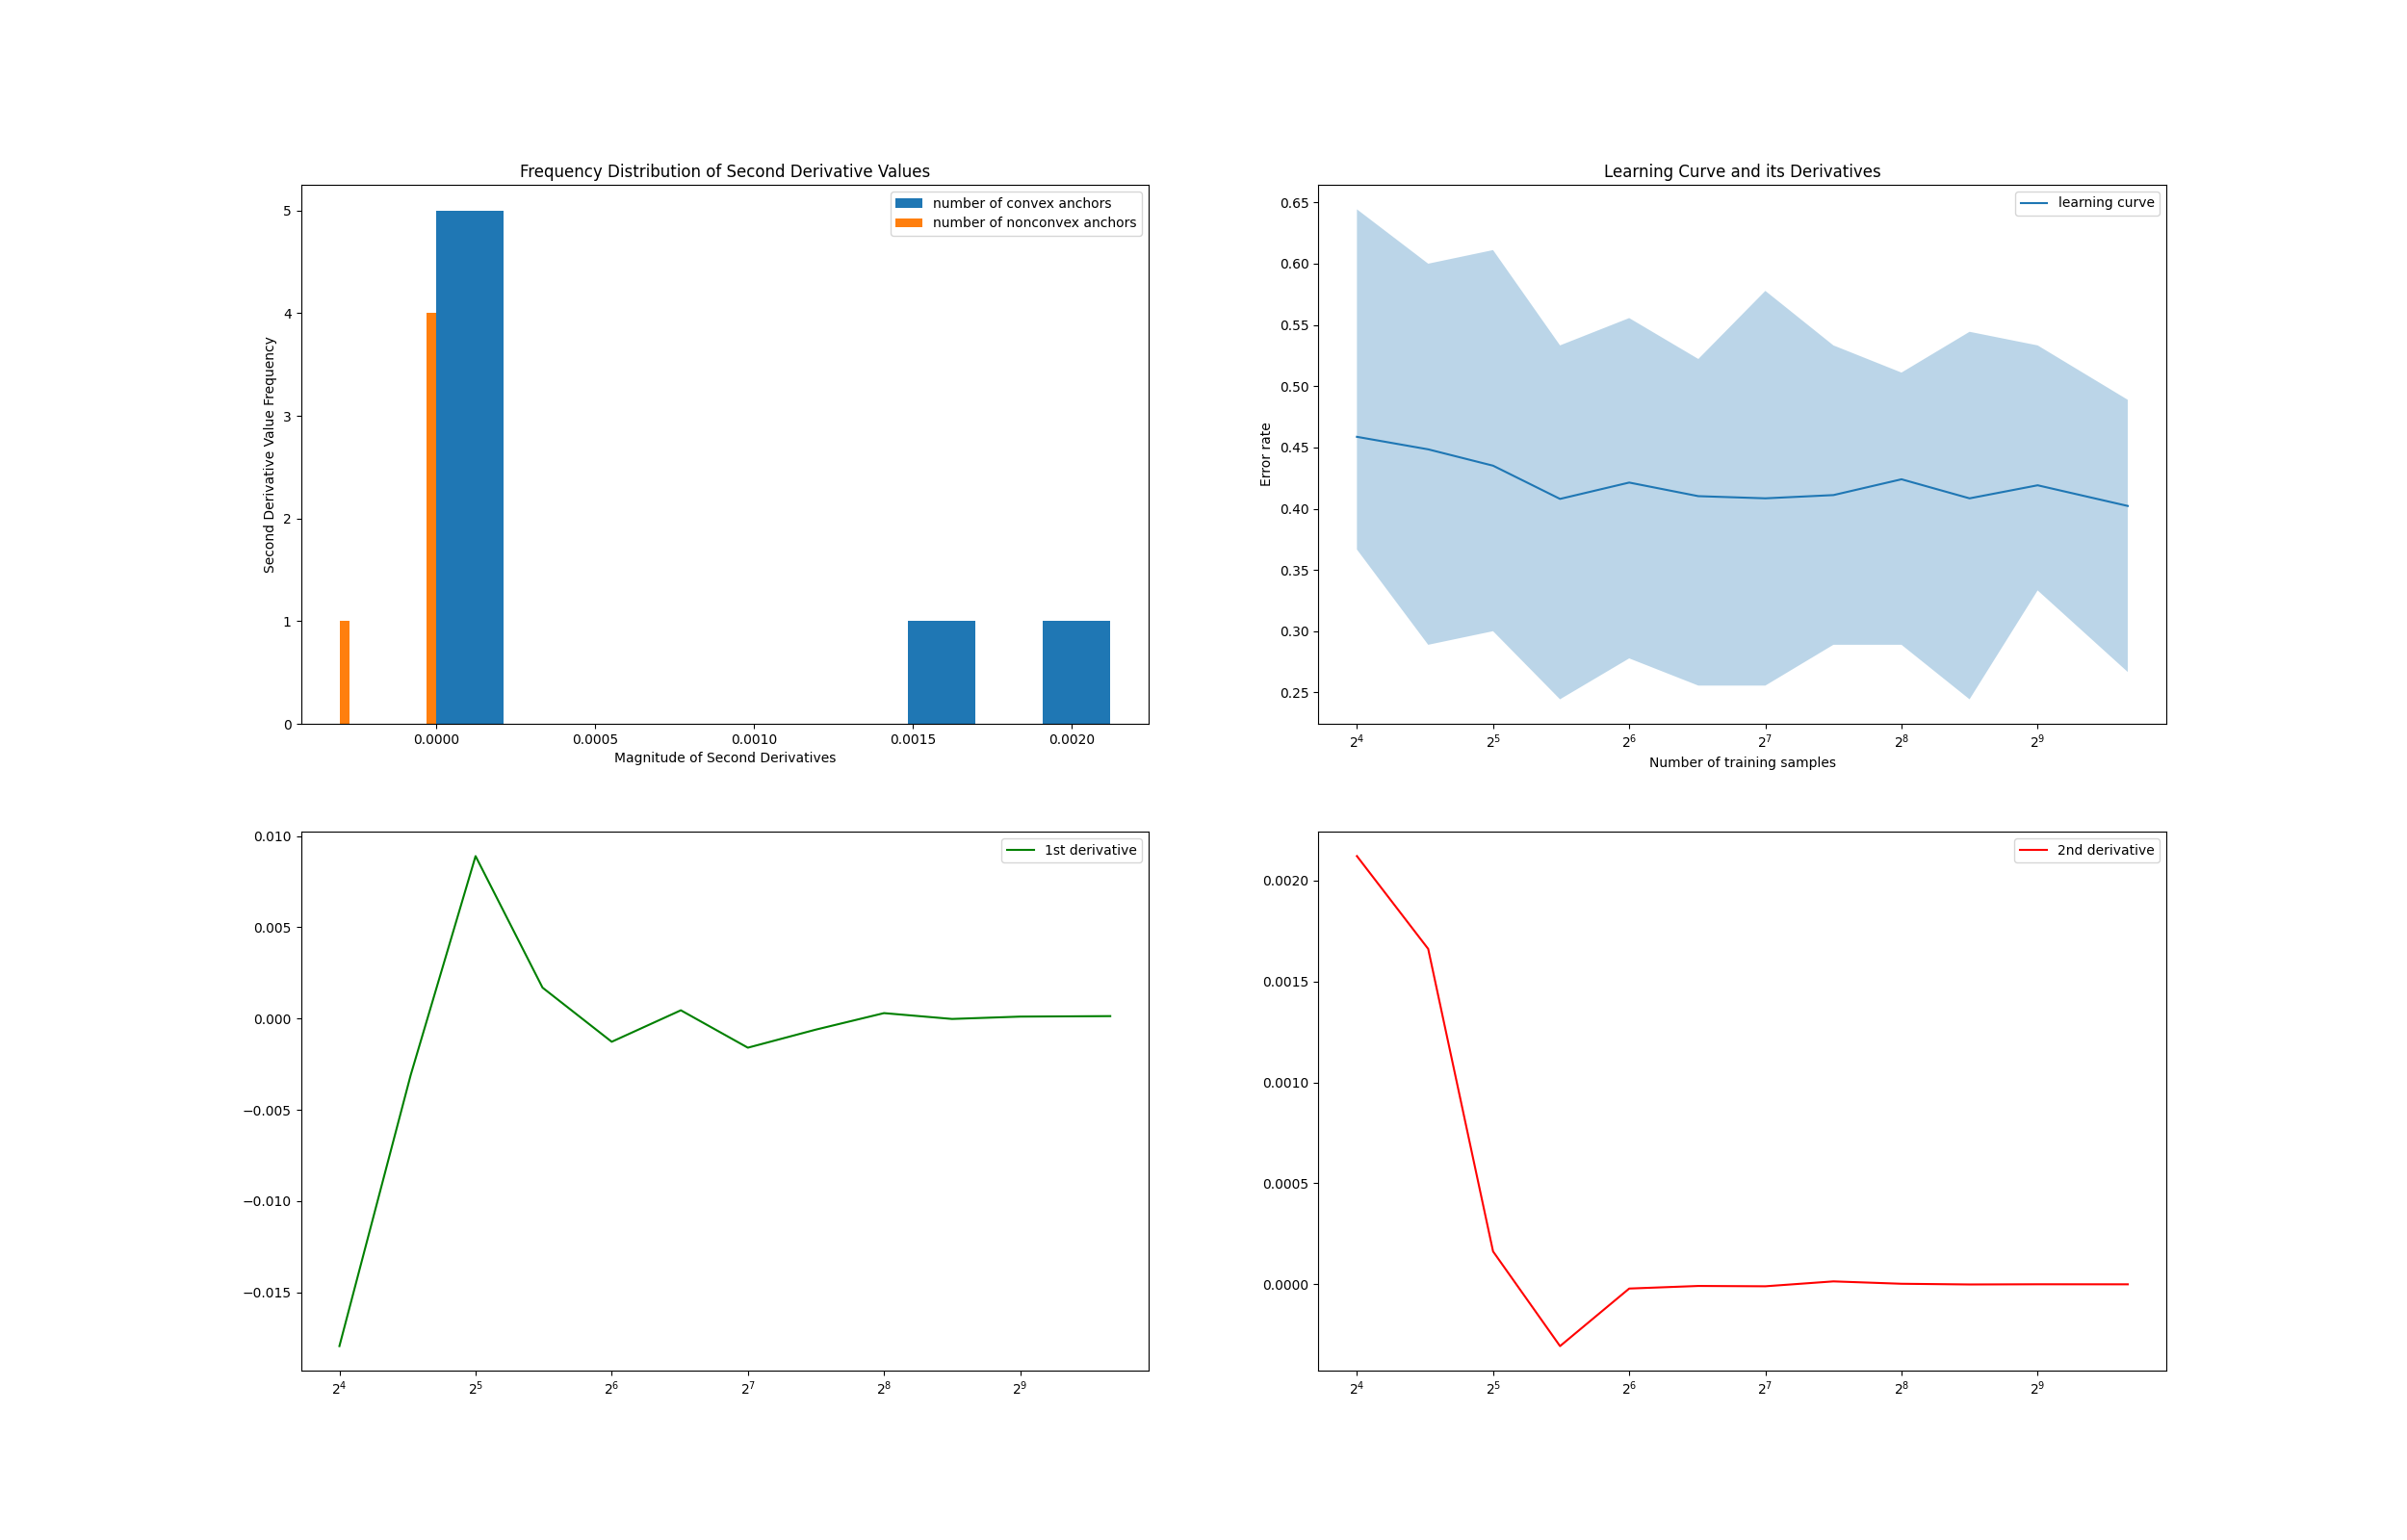 Frequency Distribution of Second Derivative Values
number of convex anchors
number of nonconvex anchors
5
4
3
2
1
0
Second Derivative Value Frequency
0.0000 0.0005 0.0010 0.0015 0.0020
Magnitude of Second Derivatives
Learning Curve and its Derivatives
learning curve
0.65
0.60
0.55
0.50
0.45
0.40
0.35
0.30
0.25
Error rate
2⁴ 2⁵ 2⁶ 2⁷ 2⁸ 2⁹
Number of training samples
1st derivative
0.010
0.005
0.000
−0.005
−0.010
−0.015
2⁴ 2⁵ 2⁶ 2⁷ 2⁸ 2⁹
2nd derivative
0.0020
0.0015
0.0010
0.0005
0.0000
2⁴ 2⁵ 2⁶ 2⁷ 2⁸ 2⁹